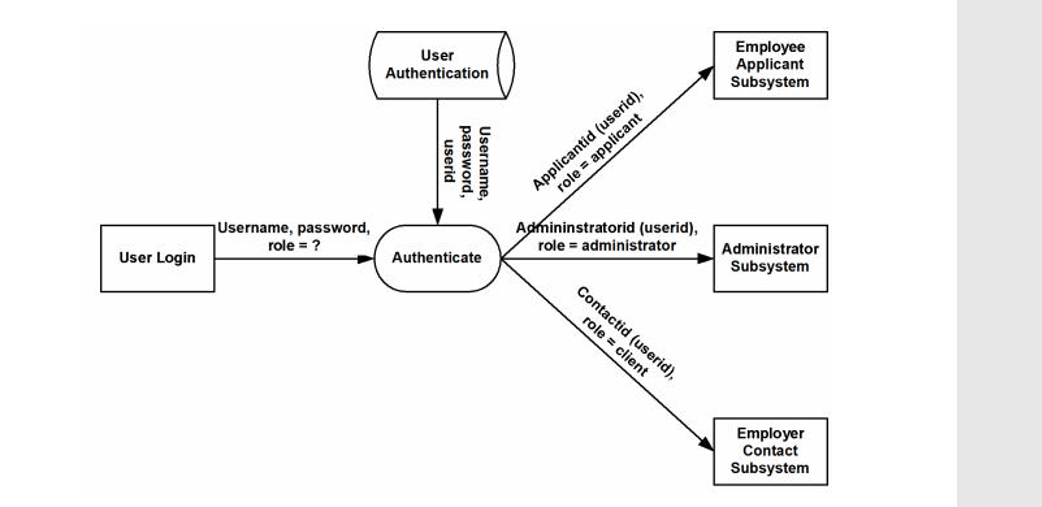 User
Authentication
Employee
Applicant
Subsystem
Username,
password,
userid
Applicantid (userid),
role = applicant
User Login
Username, password,
role = ?
Authenticate
Admininstratorid (userid),
role = administrator
Administrator
Subsystem
Contactid (userid),
role = client
Employer
Contact
Subsystem